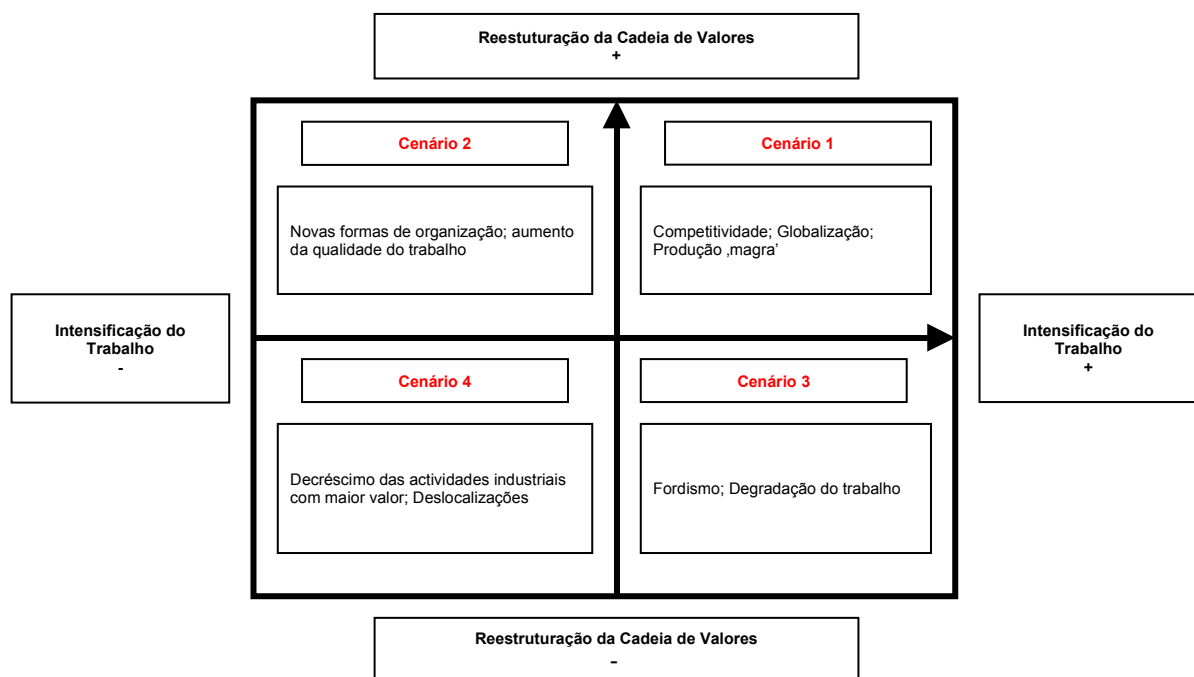 Reestuturação da Cadeia de Valores
+
Cenário 2
Cenário 1
Novas formas de organização; aumento
da qualidade do trabalho
Competitividade; Globalização;
Produção ‚magra’
Intensificação do
Trabalho
-
Intensificação do
Trabalho
+
Cenário 4
Cenário 3
Decréscimo das actividades industriais
com maior valor; Deslocalizações
Fordismo; Degradação do trabalho
Reestruturação da Cadeia de Valores
-